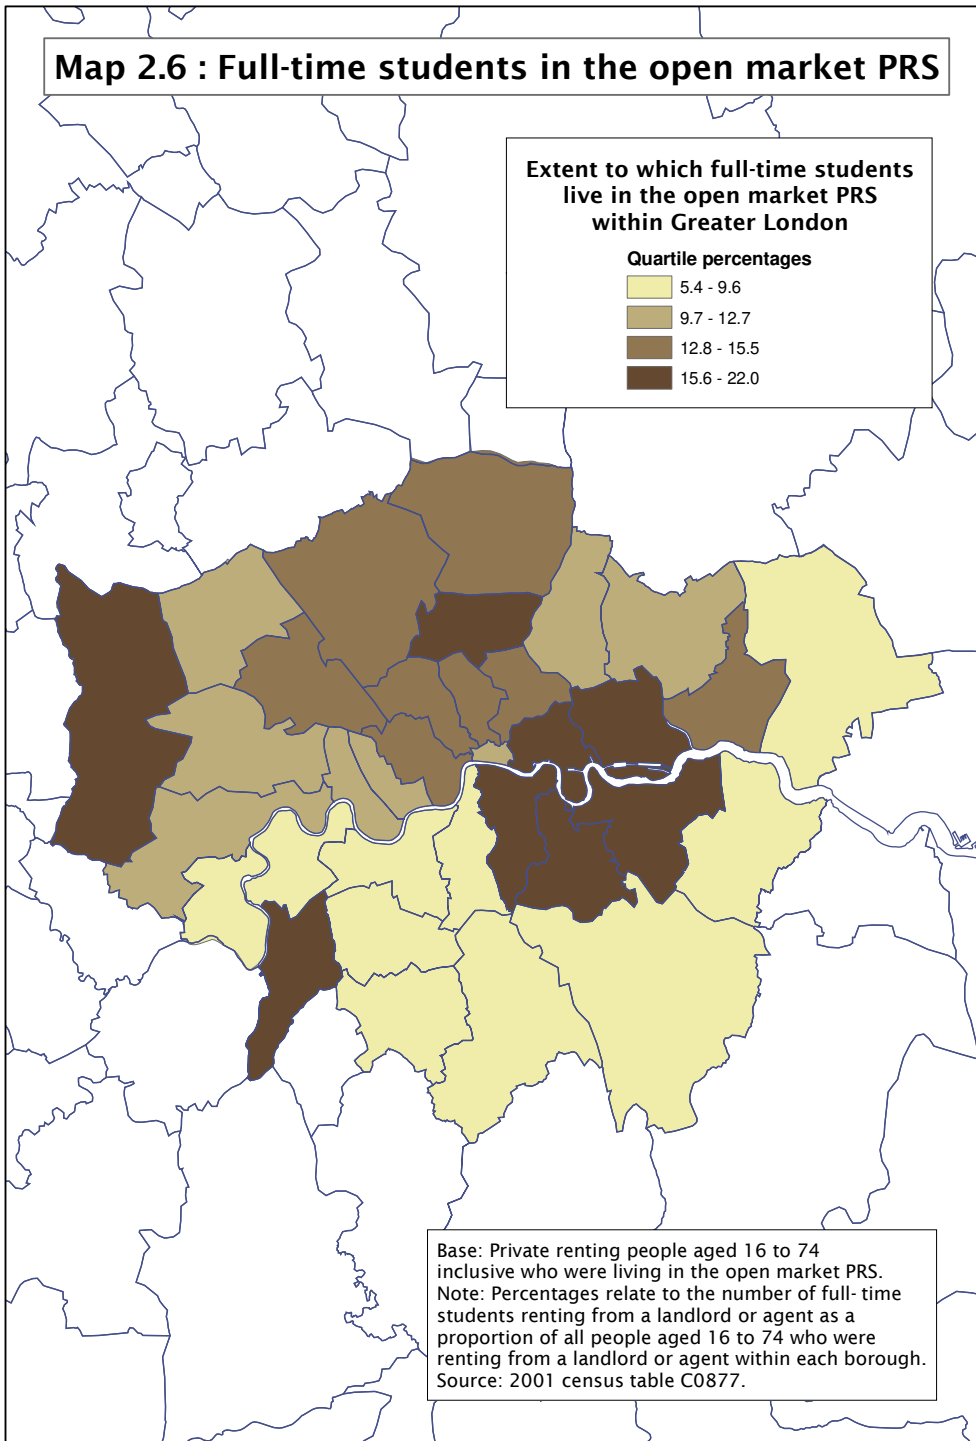 Map 2.6 : Full-time students in the open market PRS
Extent to which full-time students
live in the open market PRS
within Greater London
Quartile percentages
5.4 - 9.6
9.7 - 12.7
12.8 - 15.5
15.6 - 22.0
Base: Private renting people aged 16 to 74
inclusive who were living in the open market PRS.
Note: Percentages relate to the number of full- time
students renting from a landlord or agent as a
proportion of all people aged 16 to 74 who were
renting from a landlord or agent within each borough.
Source: 2001 census table C0877.